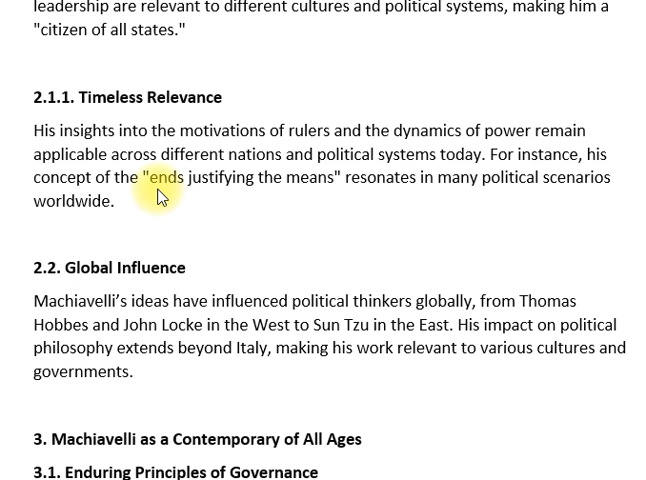 leadership are relevant to different cultures and political systems, making him a
"citizen of all states."
2.1.1. Timeless Relevance
His insights into the motivations of rulers and the dynamics of power remain
applicable across different nations and political systems today. For instance, his
concept of the "ends justifying the means" resonates in many political scenarios
worldwide.
2.2. Global Influence
Machiavelli’s ideas have influenced political thinkers globally, from Thomas
Hobbes and John Locke in the West to Sun Tzu in the East. His impact on political
philosophy extends beyond Italy, making his work relevant to various cultures and
governments.
3. Machiavelli as a Contemporary of All Ages
3.1. Enduring Principles of Governance